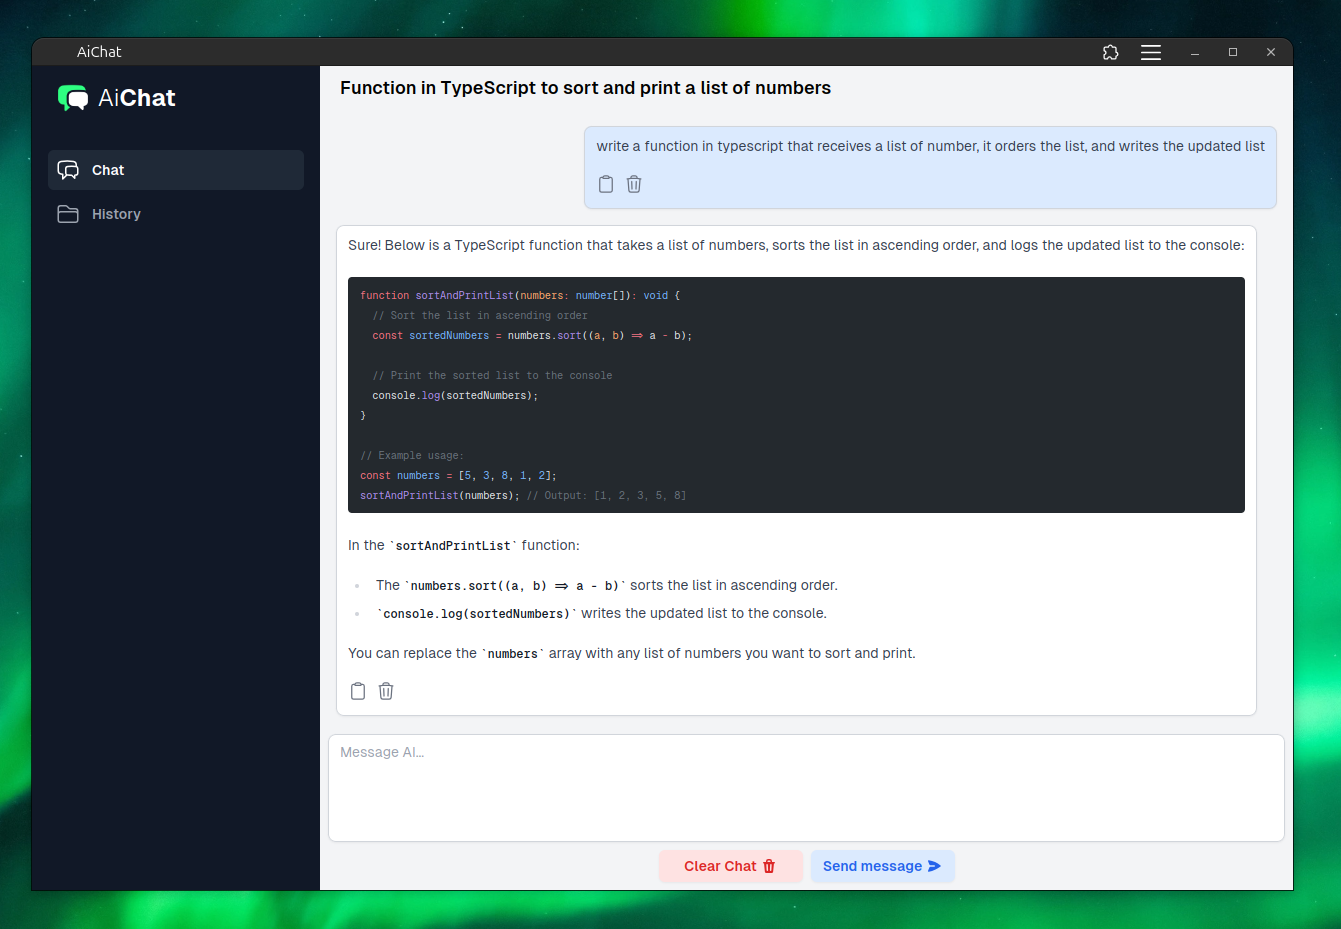 AiChat
AiChat
Chat
History
Function in TypeScript to sort and print a list of numbers
write a function in typescript that receives a list of number, it orders the list, and writes the updated list
Sure! Below is a TypeScript function that takes a list of numbers, sorts the list in ascending order, and logs the updated list to the console:
function sortAndPrintList(numbers: number[]): void {
  // Sort the list in ascending order
  const sortedNumbers = numbers.sort((a, b) => a - b);
  // Print the sorted list to the console
  console.log(sortedNumbers);
}
// Example usage:
const numbers = [5, 3, 8, 1, 2];
sortAndPrintList(numbers); // Output: [1, 2, 3, 5, 8]
In the `sortAndPrintList` function:
The `numbers.sort((a, b) => a - b)` sorts the list in ascending order.
`console.log(sortedNumbers)` writes the updated list to the console.
You can replace the `numbers` array with any list of numbers you want to sort and print.
Message AI...
Clear Chat
Send message